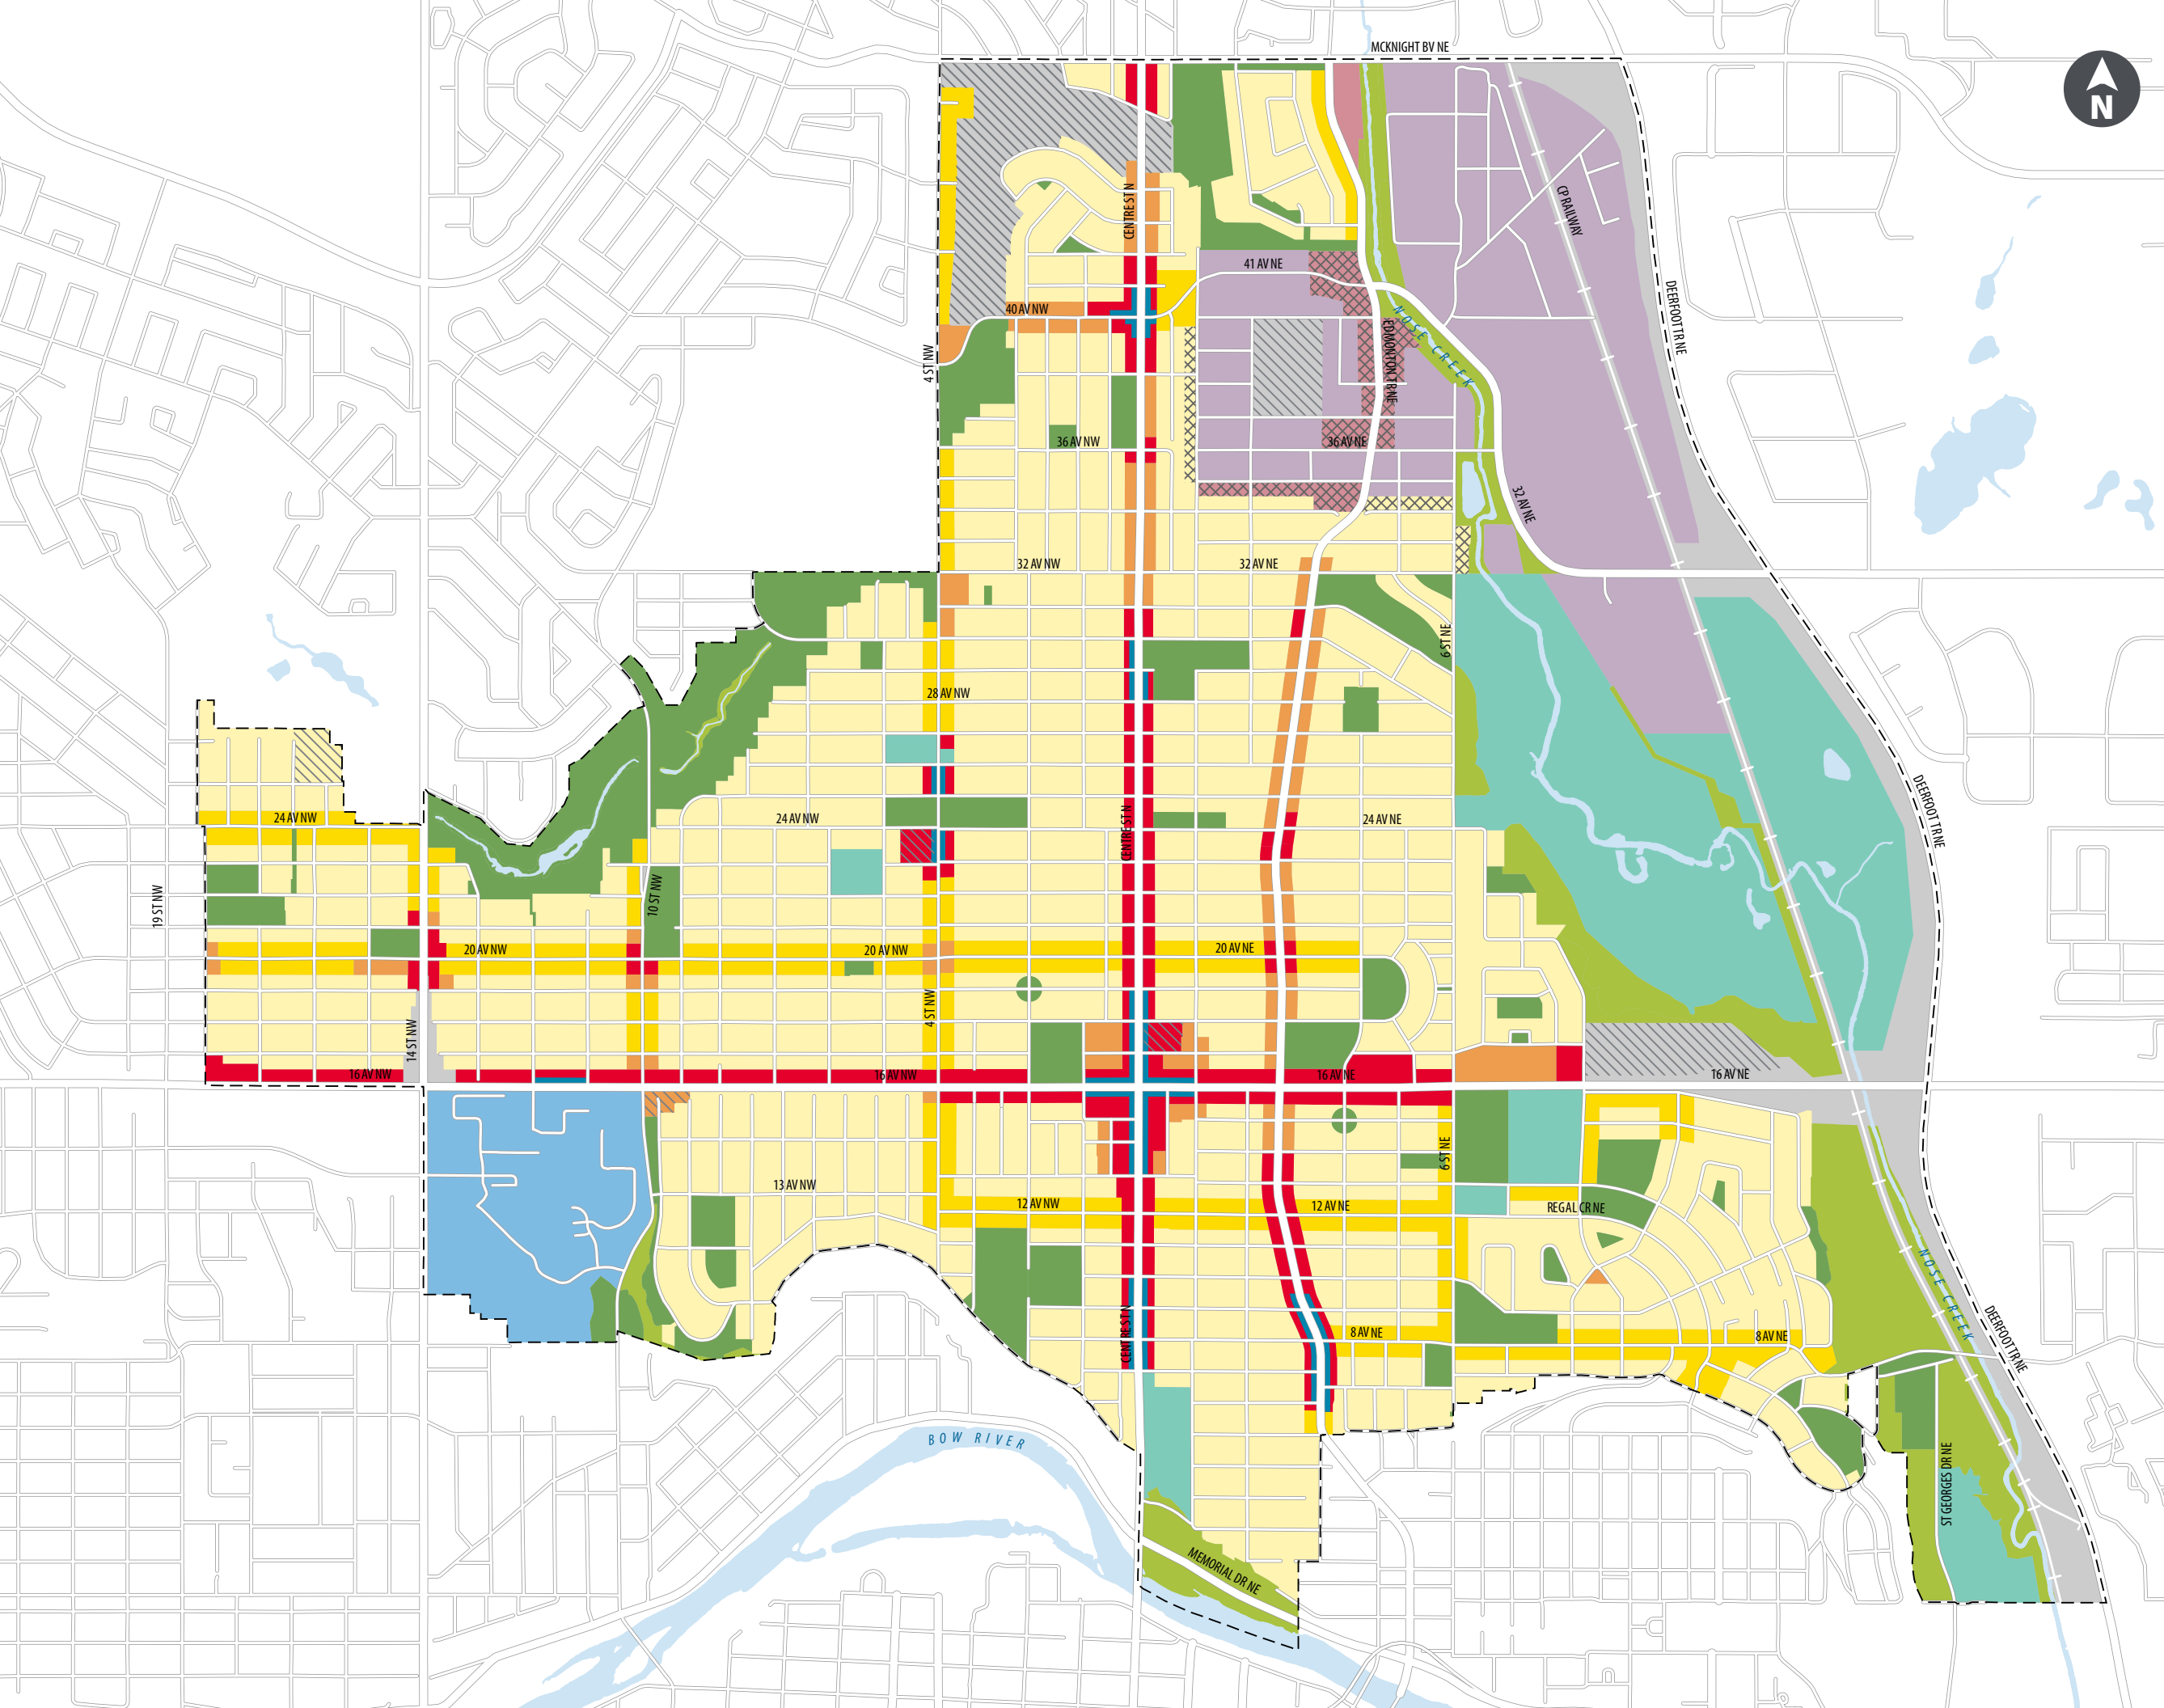 MCKNIGHT BV NE
N
CP RAILWAY
CENTRE ST N
41 AV NE
DEERFOOT TR NE
40 AV NW
NOSE CREEK
EDMONTON TR NE
4 ST NW
36 AV NW
36 AV NE
32 AV NE
32 AV NW
32 AV NE
6 ST NE
28 AV NW
DEERFOOT TR NE
24 AV NW
24 AV NW
CENTRE ST N
24 AV NE
19 ST NW
10 ST NW
20 AV NW
20 AV NW
20 AV NE
4 ST NW
14 ST NW
16 AV NW
16 AV NW
16 AV NE
16 AV NE
6 ST NE
13 AV NW
12 AV NW
12 AV NE
REGAL CR NE
NOSE CREEK
CENTRE ST N
8 AV NE
8 AV NE
DEERFOOT TR NE
BOW RIVER
ST GEORGES DR NE
MEMORIAL DR NE